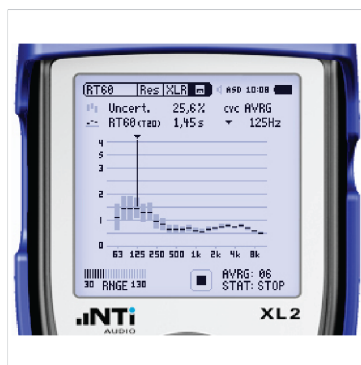 RT60 Res XLR ASD 10:08
Uncert. 25,6% cyc AVRG
RT60(T20) 1,45s 125Hz
4
5
3
2
1
0
63 125 250 500 1k 2k 4k 8k
30 RNGE 130
AVRG: 06
STAT: STOP
NTi
AUDIO
XL2